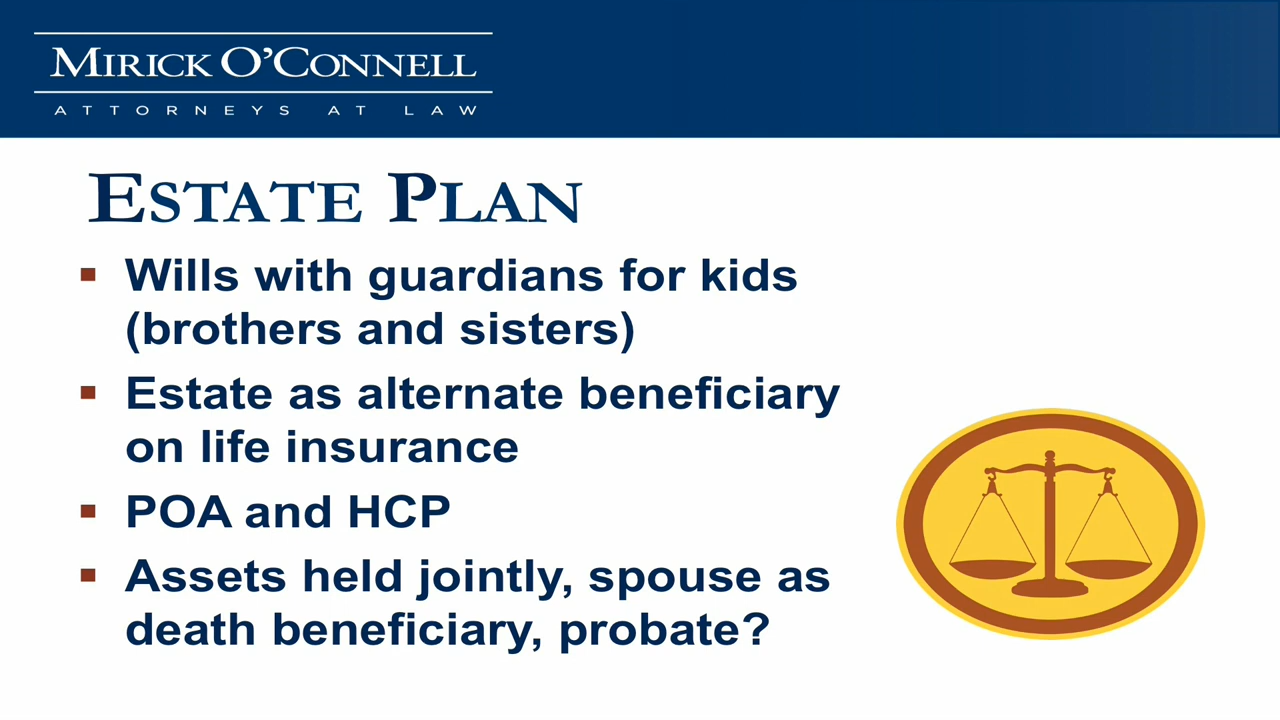 MIRICK O'CONNELL
ATTORNEYS AT LAW
ESTATE PLAN
▪ Wills with guardians for kids
(brothers and sisters)
▪ Estate as alternate beneficiary
on life insurance
▪ POA and HCP
▪ Assets held jointly, spouse as
death beneficiary, probate?